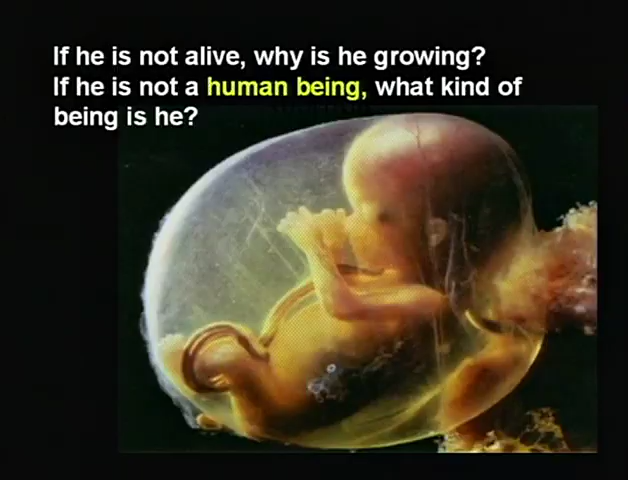 If he is not alive, why is he growing?
If he is not a human being, what kind of
being is he?